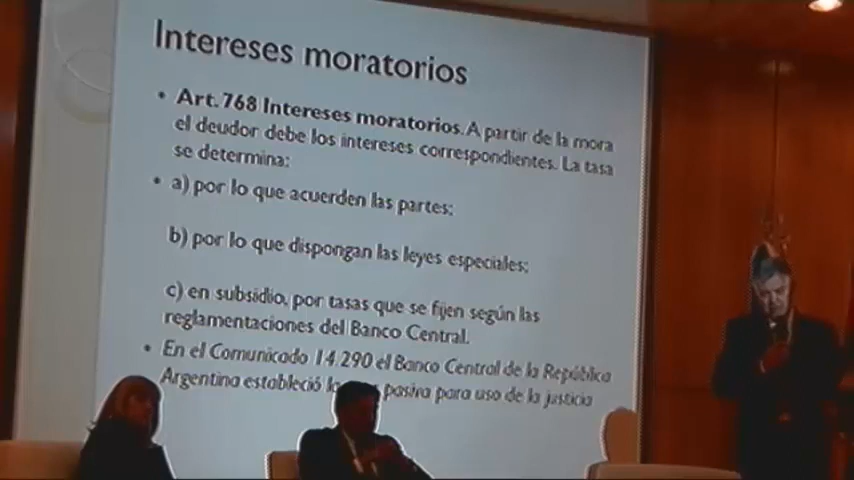 Intereses moratorios
• Art. 768 Intereses moratorios. A partir de la mora
el deudor debe los intereses correspondientes. La tasa
se determina:
• a) por lo que acuerden las partes;
b) por lo que dispongan las leyes especiales;
c) en subsidio, por tasas que se fijen según las
reglamentaciones del Banco Central.
• En el Comunicado 14.290 el Banco Central de la República
Argentina estableció pasiva para uso de la justicia